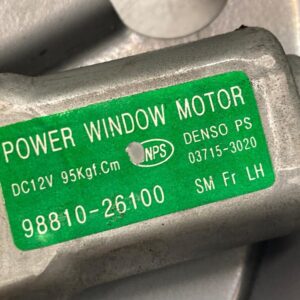 POWER WINDOW MOTOR
DC12V 95Kgf.Cm NPS DENSO PS
03715-3020
98810-26100 SM Fr LH